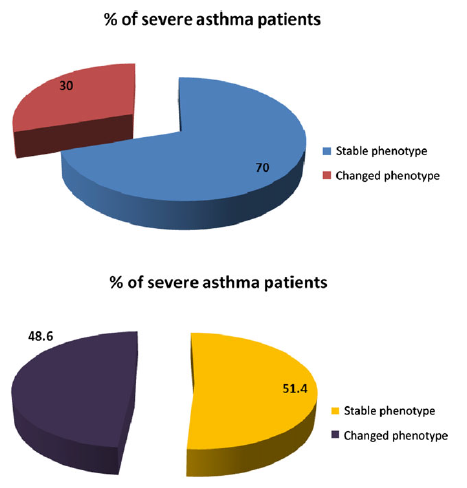 % of severe asthma patients
30
70
Stable phenotype
Changed phenotype
% of severe asthma patients
48.6
51.4
Stable phenotype
Changed phenotype